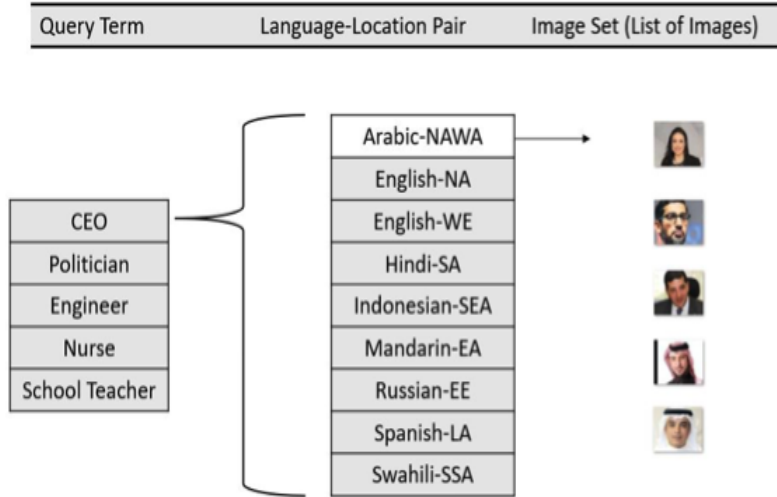 Query Term Language-Location Pair Image Set (List of Images)
CEO
Politician
Engineer
Nurse
School Teacher
Arabic-NAWA
English-NA
English-WE
Hindi-SA
Indonesian-SEA
Mandarin-EA
Russian-EE
Spanish-LA
Swahili-SSA